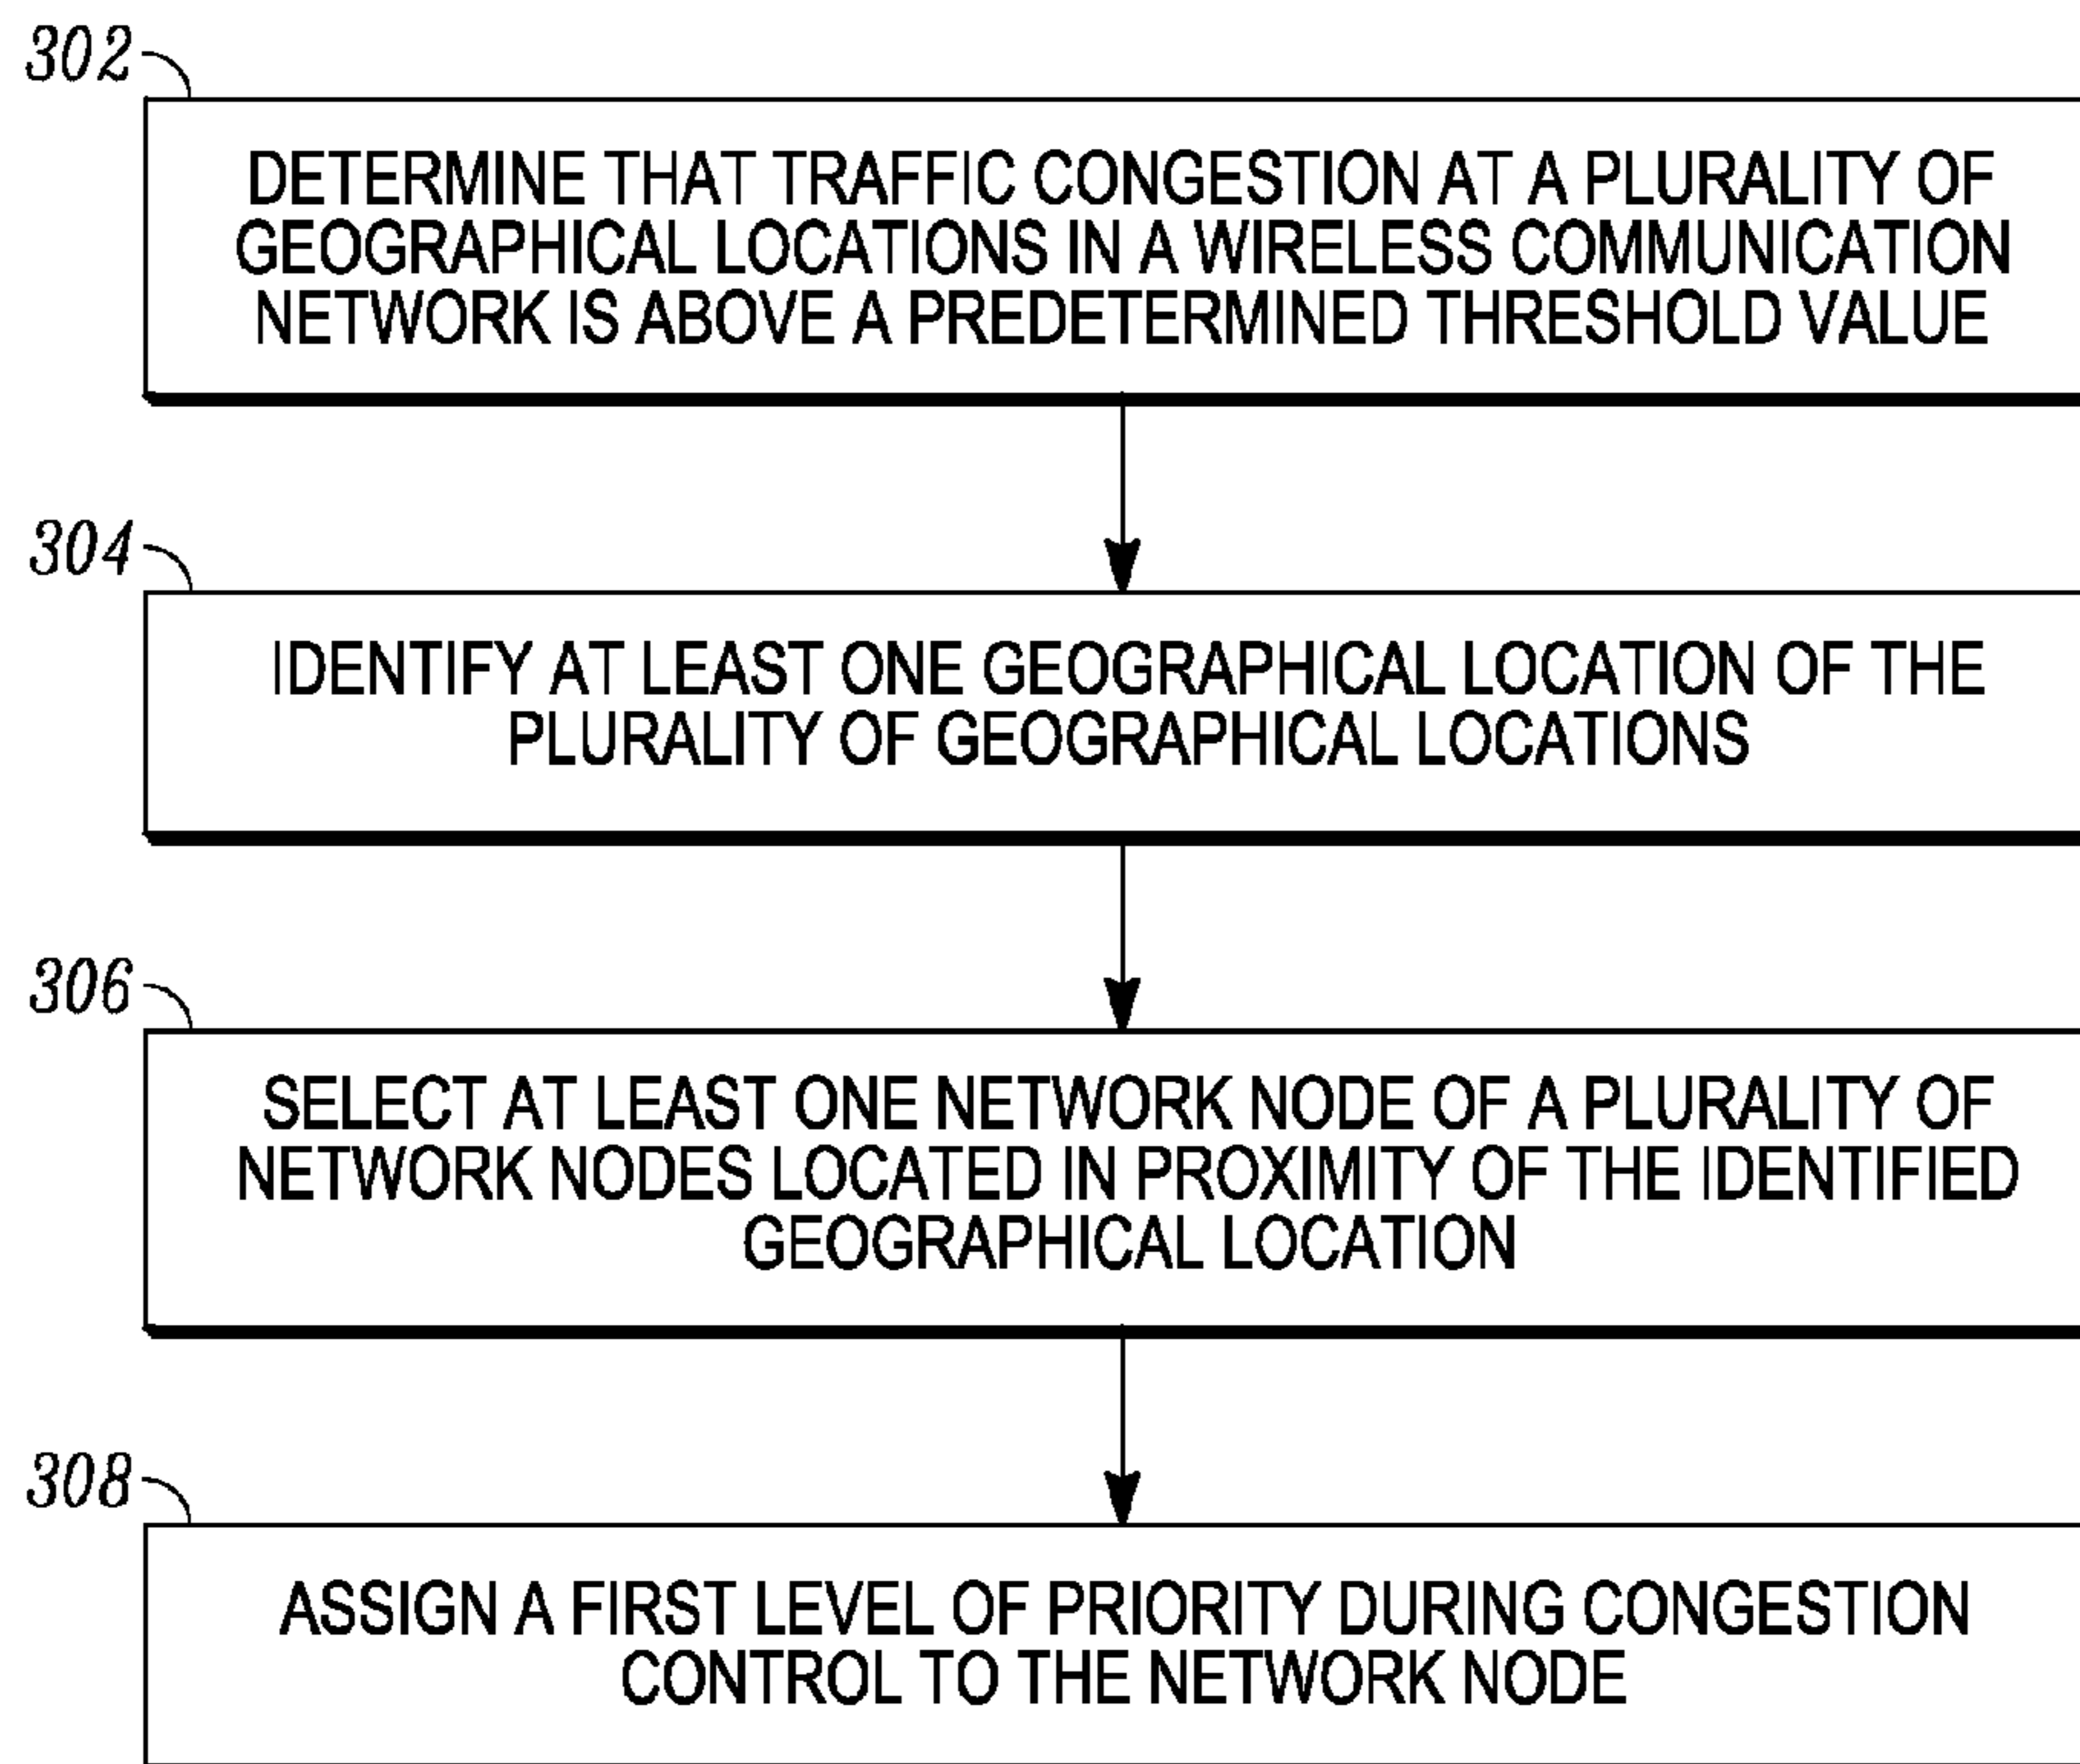 302
DETERMINE THAT TRAFFIC CONGESTION AT A PLURALITY OF
GEOGRAPHICAL LOCATIONS IN A WIRELESS COMMUNICATION
NETWORK IS ABOVE A PREDETERMINED THRESHOLD VALUE
304
IDENTIFY AT LEAST ONE GEOGRAPHICAL LOCATION OF THE
PLURALITY OF GEOGRAPHICAL LOCATIONS
306
SELECT AT LEAST ONE NETWORK NODE OF A PLURALITY OF
NETWORK NODES LOCATED IN PROXIMITY OF THE IDENTIFIED
GEOGRAPHICAL LOCATION
308
ASSIGN A FIRST LEVEL OF PRIORITY DURING CONGESTION
CONTROL TO THE NETWORK NODE